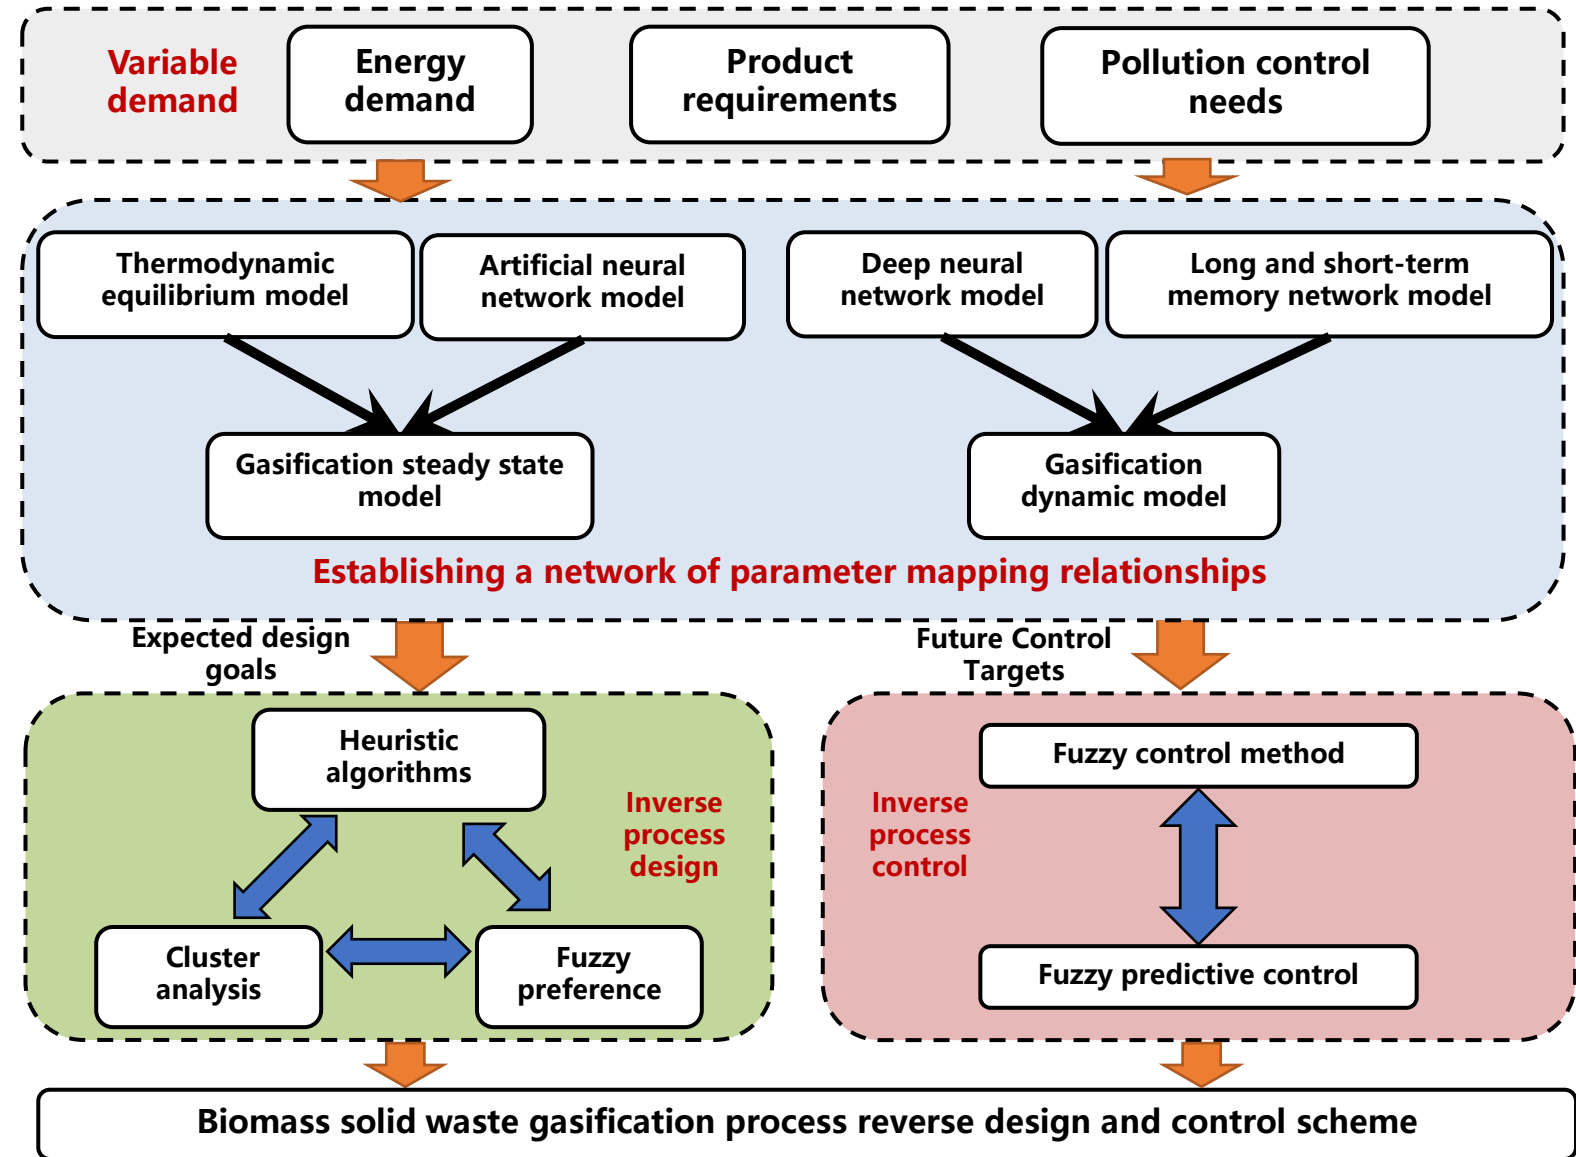 Variable
demand
Energy
demand
Product
requirements
Pollution control
needs
Thermodynamic
equilibrium model
Artificial neural
network model
Deep neural
network model
Long and short-term
memory network model
Gasification steady state
model
Gasification
dynamic model
Establishing a network of parameter mapping relationships
Expected design
goals
Future Control
Targets
Heuristic
algorithms
Inverse
process
design
Cluster
analysis
Fuzzy
preference
Fuzzy control method
Inverse
process
control
Fuzzy predictive control
Biomass solid waste gasification process reverse design and control scheme